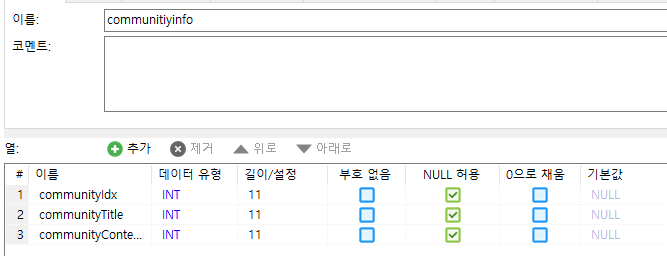 이름: communitiyinfo
코멘트:
열: 추가 제거 위로 아래로
# 이름 데이터 유형 길이/설정 부호 없음 NULL 허용 0으로 채움 기본값
1 communityIdx INT 11 NULL
2 communityTitle INT 11 NULL
3 communityConte... INT 11 NULL